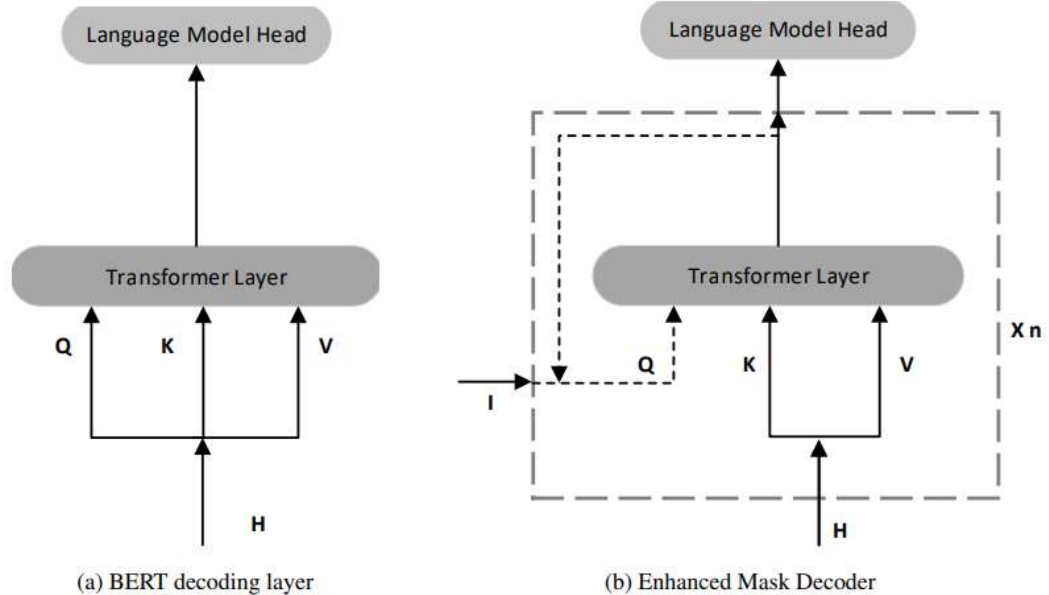 Language Model Head
Transformer Layer
Q
K
V
H
(a) BERT decoding layer
Language Model Head
Transformer Layer
X n
Q
K
V
I
H
(b) Enhanced Mask Decoder